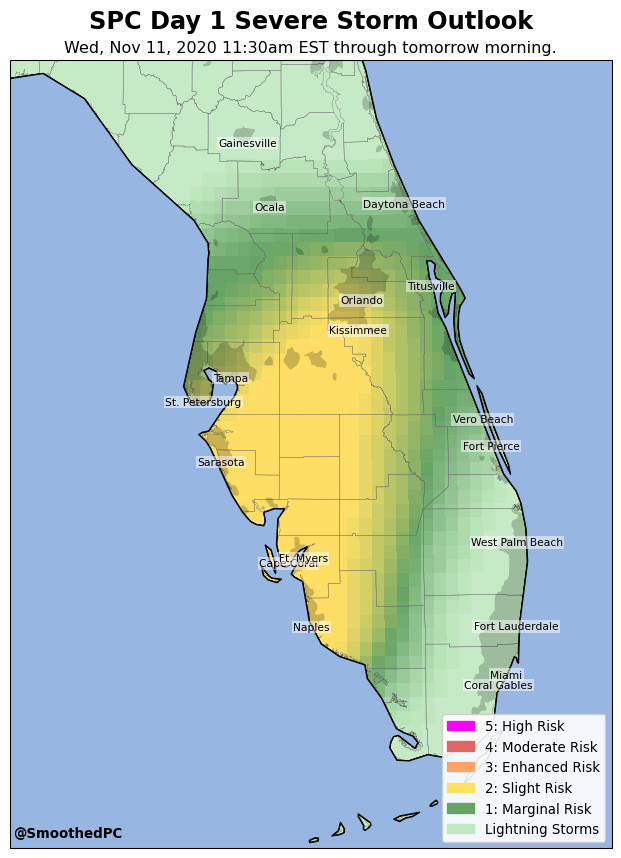 SPC Day 1 Severe Storm Outlook
Wed, Nov 11, 2020 11:30am EST through tomorrow morning.
Gainesville
Ocala
Daytona Beach
Titusville
Orlando
Kissimmee
Tampa
St. Petersburg
Vero Beach
Fort Pierce
Sarasota
West Palm Beach
Ft. Myers
Cape Coral
Naples
Fort Lauderdale
Miami
Coral Gables
5: High Risk
4: Moderate Risk
3: Enhanced Risk
2: Slight Risk
1: Marginal Risk
Lightning Storms
@SmoothedPC